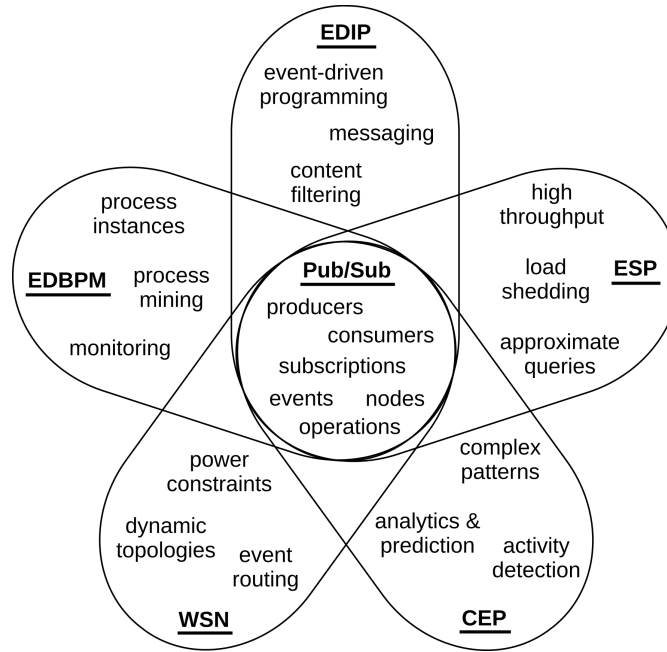 EDIP
event-driven
programming
messaging
content
filtering
process
instances
EDBPM
process
mining
monitoring
high
throughput
load
shedding
ESP
approximate
queries
Pub/Sub
producers
consumers
subscriptions
events nodes
operations
power
constraints
dynamic
topologies
event
routing
WSN
complex
patterns
analytics &
prediction
activity
detection
CEP